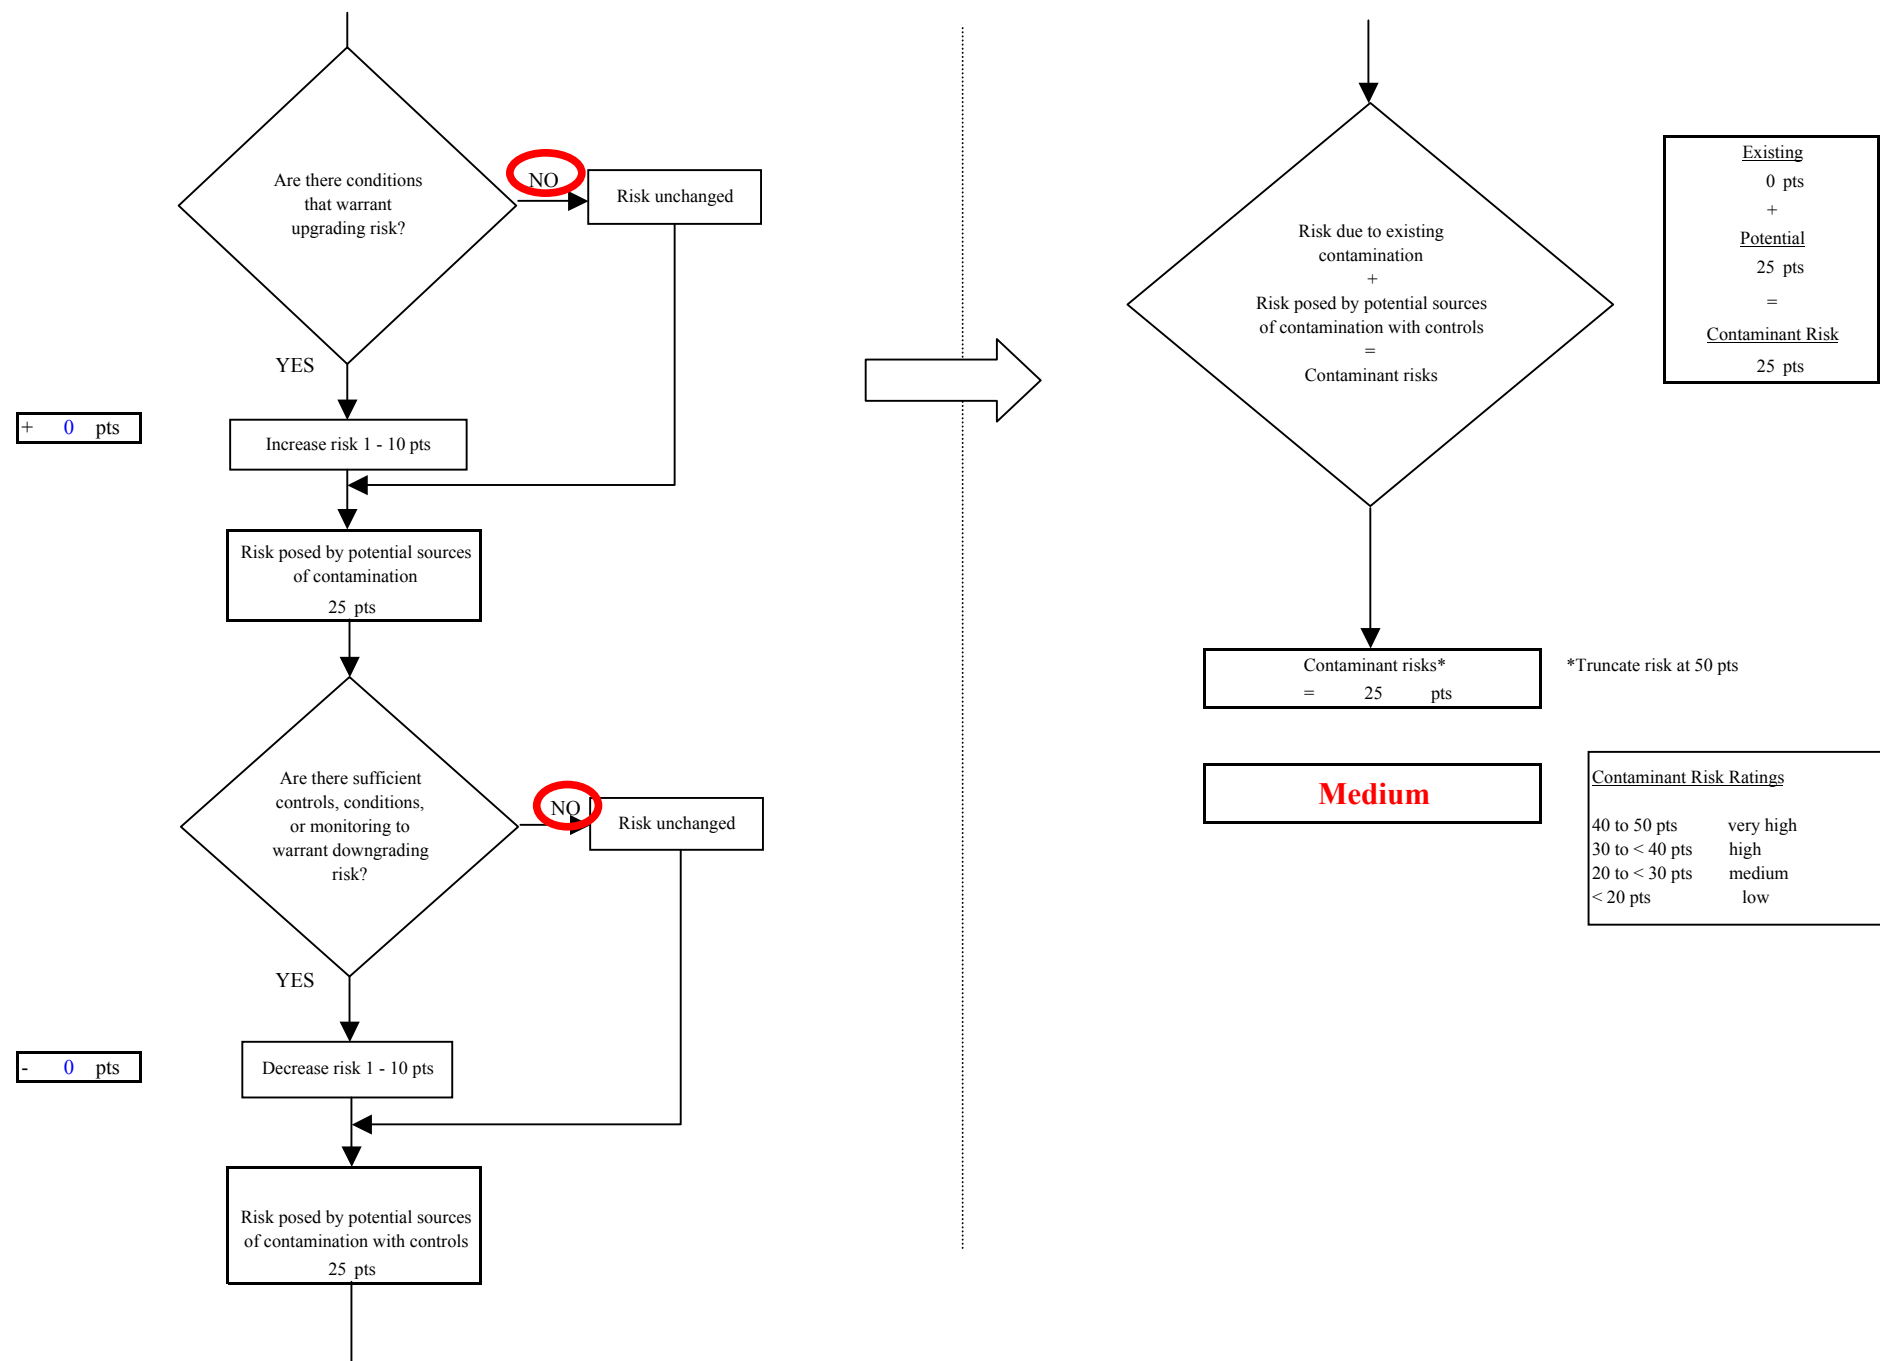 Are there conditions
that warrant
upgrading risk?
NO
Risk unchanged
YES
+ 0 pts
Increase risk 1 - 10 pts
Risk posed by potential sources
of contamination
25 pts
Are there sufficient
controls, conditions,
or monitoring to
warrant downgrading
risk?
NO
Risk unchanged
YES
- 0 pts
Decrease risk 1 - 10 pts
Risk posed by potential sources
of contamination with controls
25 pts
Risk due to existing
contamination
+
Risk posed by potential sources
of contamination with controls
=
Contaminant risks
Existing
0 pts
+
Potential
25 pts
=
Contaminant Risk
25 pts
Contaminant risks*
= 25 pts
*Truncate risk at 50 pts
Medium
Contaminant Risk Ratings
40 to 50 pts very high
30 to < 40 pts high
20 to < 30 pts medium
< 20 pts low